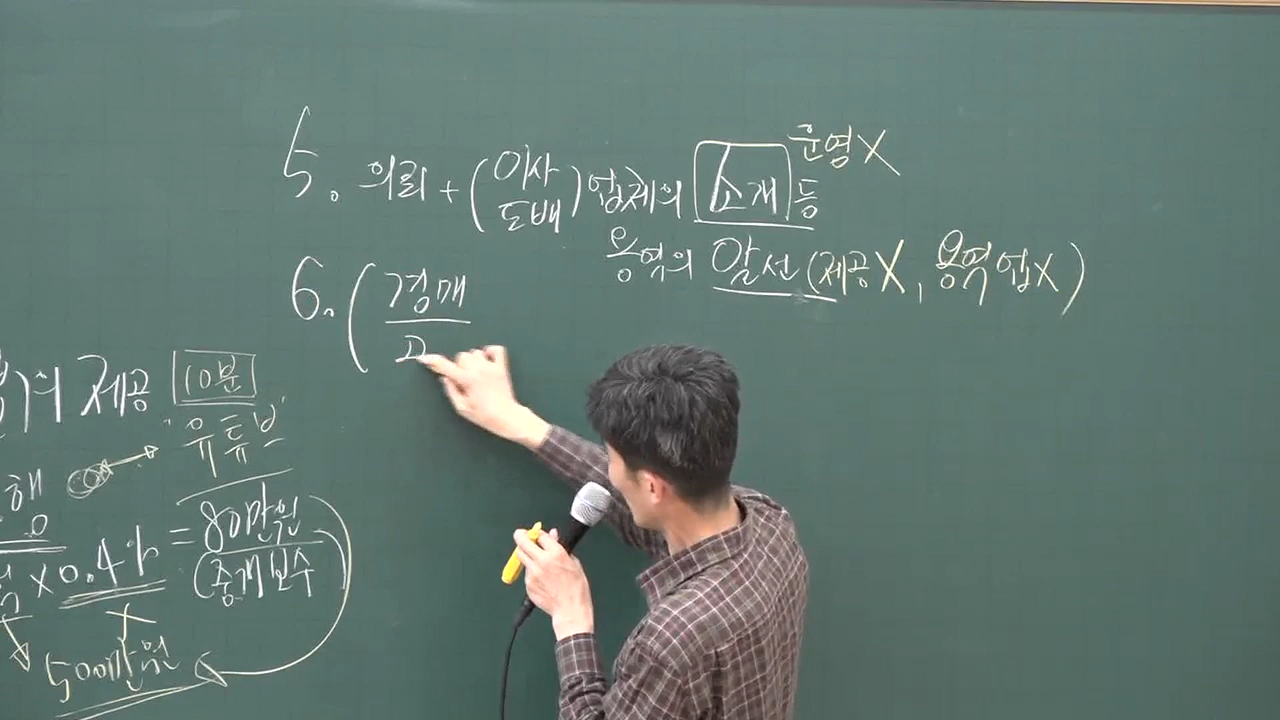 5. 의뢰 + (이사 도배) 업체의 소개 등 운영X
용역의 알선 (제공X, 용역업X)
6. (경매
제공 10분
"유튜브"
행
x 0.4% = 80만원
(중개보수
500만원